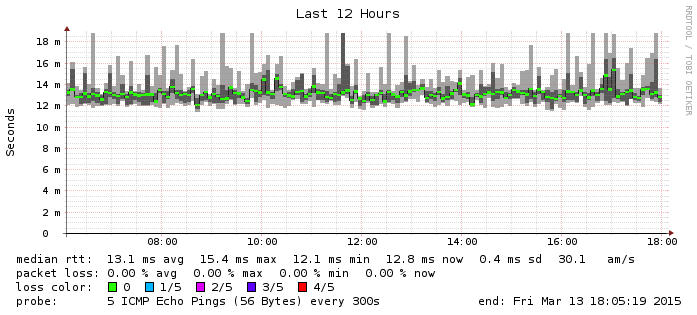 Last 12 Hours
RRDTOOL / TOBI OETIKER
Seconds
18 m
16 m
14 m
12 m
10 m
8 m
6 m
4 m
2 m
0
08:00 10:00 12:00 14:00 16:00 18:00
median rtt: 13.1 ms avg 15.4 ms max 12.1 ms min 12.8 ms now 0.4 ms sd 30.1 am/s
packet loss: 0.00 % avg 0.00 % max 0.00 % min 0.00 % now
loss color: 0 1/5 2/5 3/5 4/5
probe: 5 ICMP Echo Pings (56 Bytes) every 300s end: Fri Mar 13 18:05:19 2015